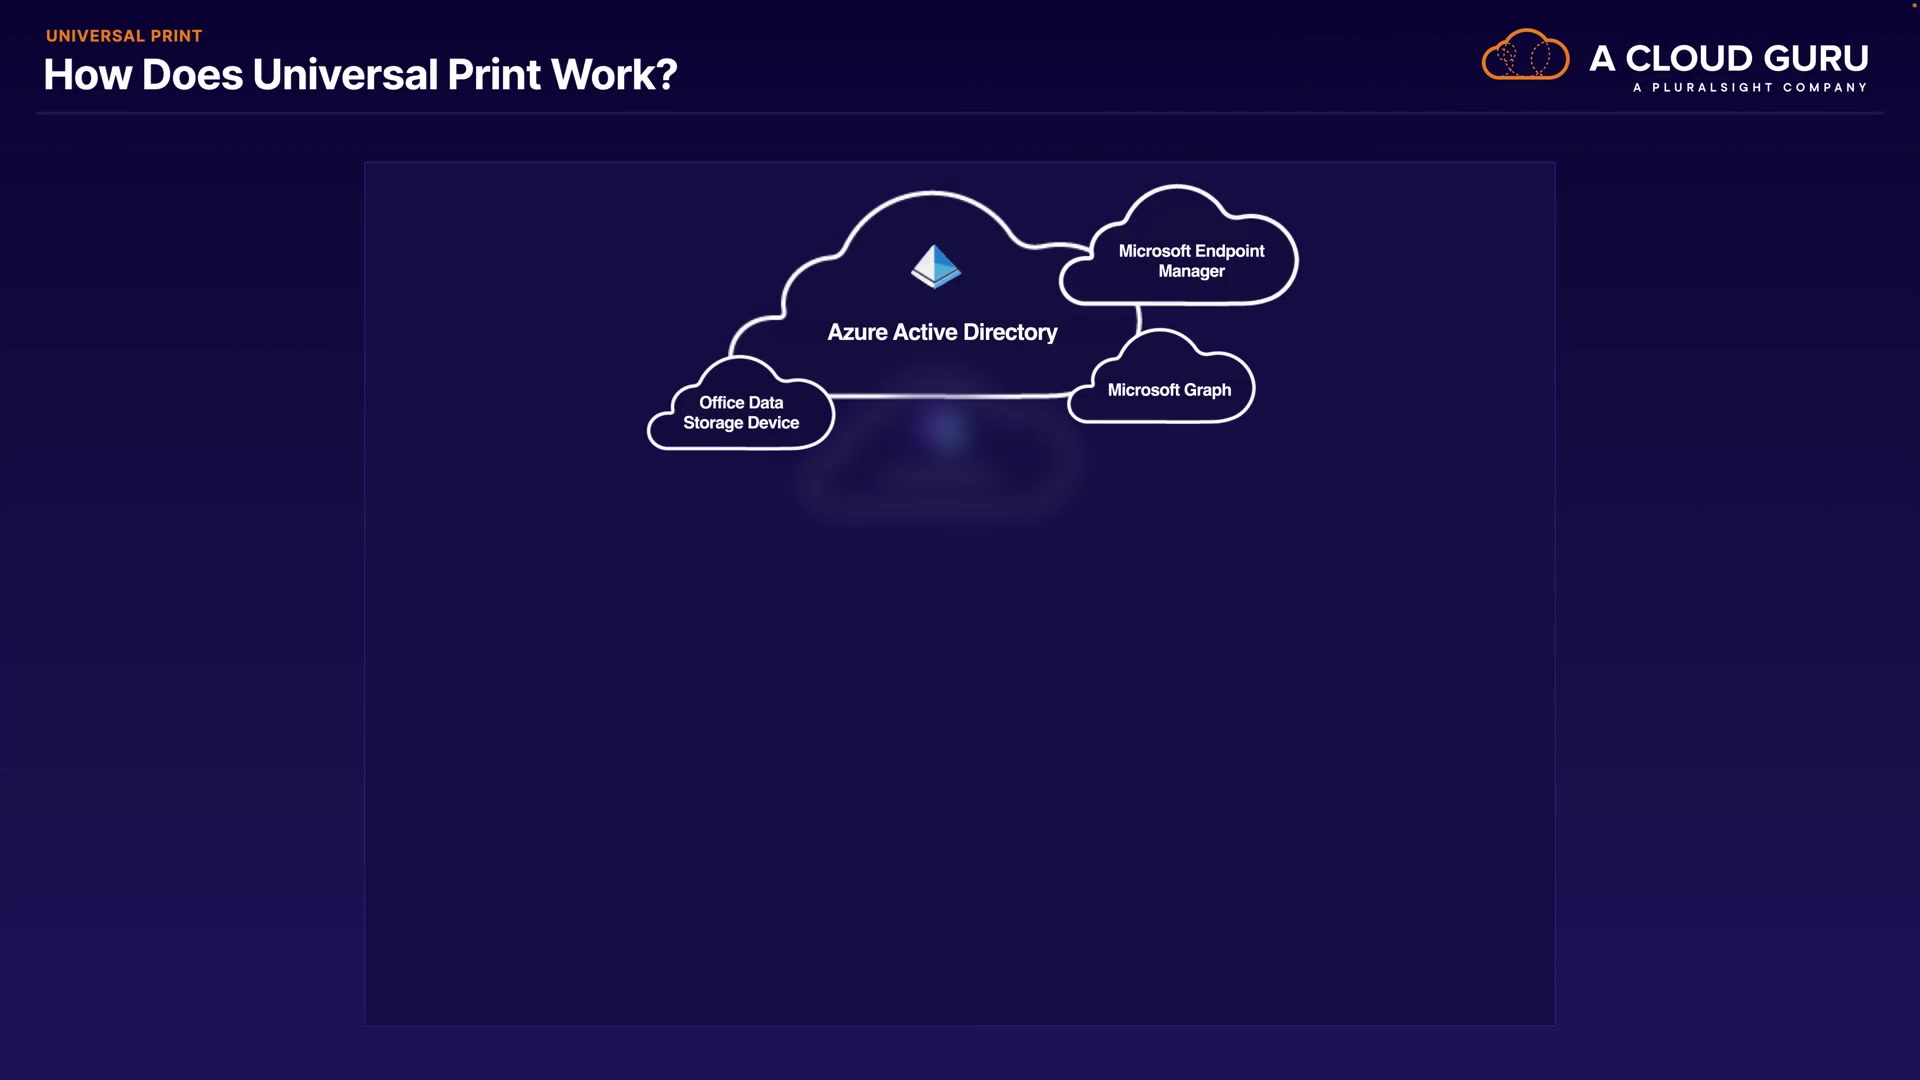 UNIVERSAL PRINT
How Does Universal Print Work?
A CLOUD GURU
A PLURALSIGHT COMPANY
Microsoft Endpoint
Manager
Azure Active Directory
Microsoft Graph
Office Data
Storage Device